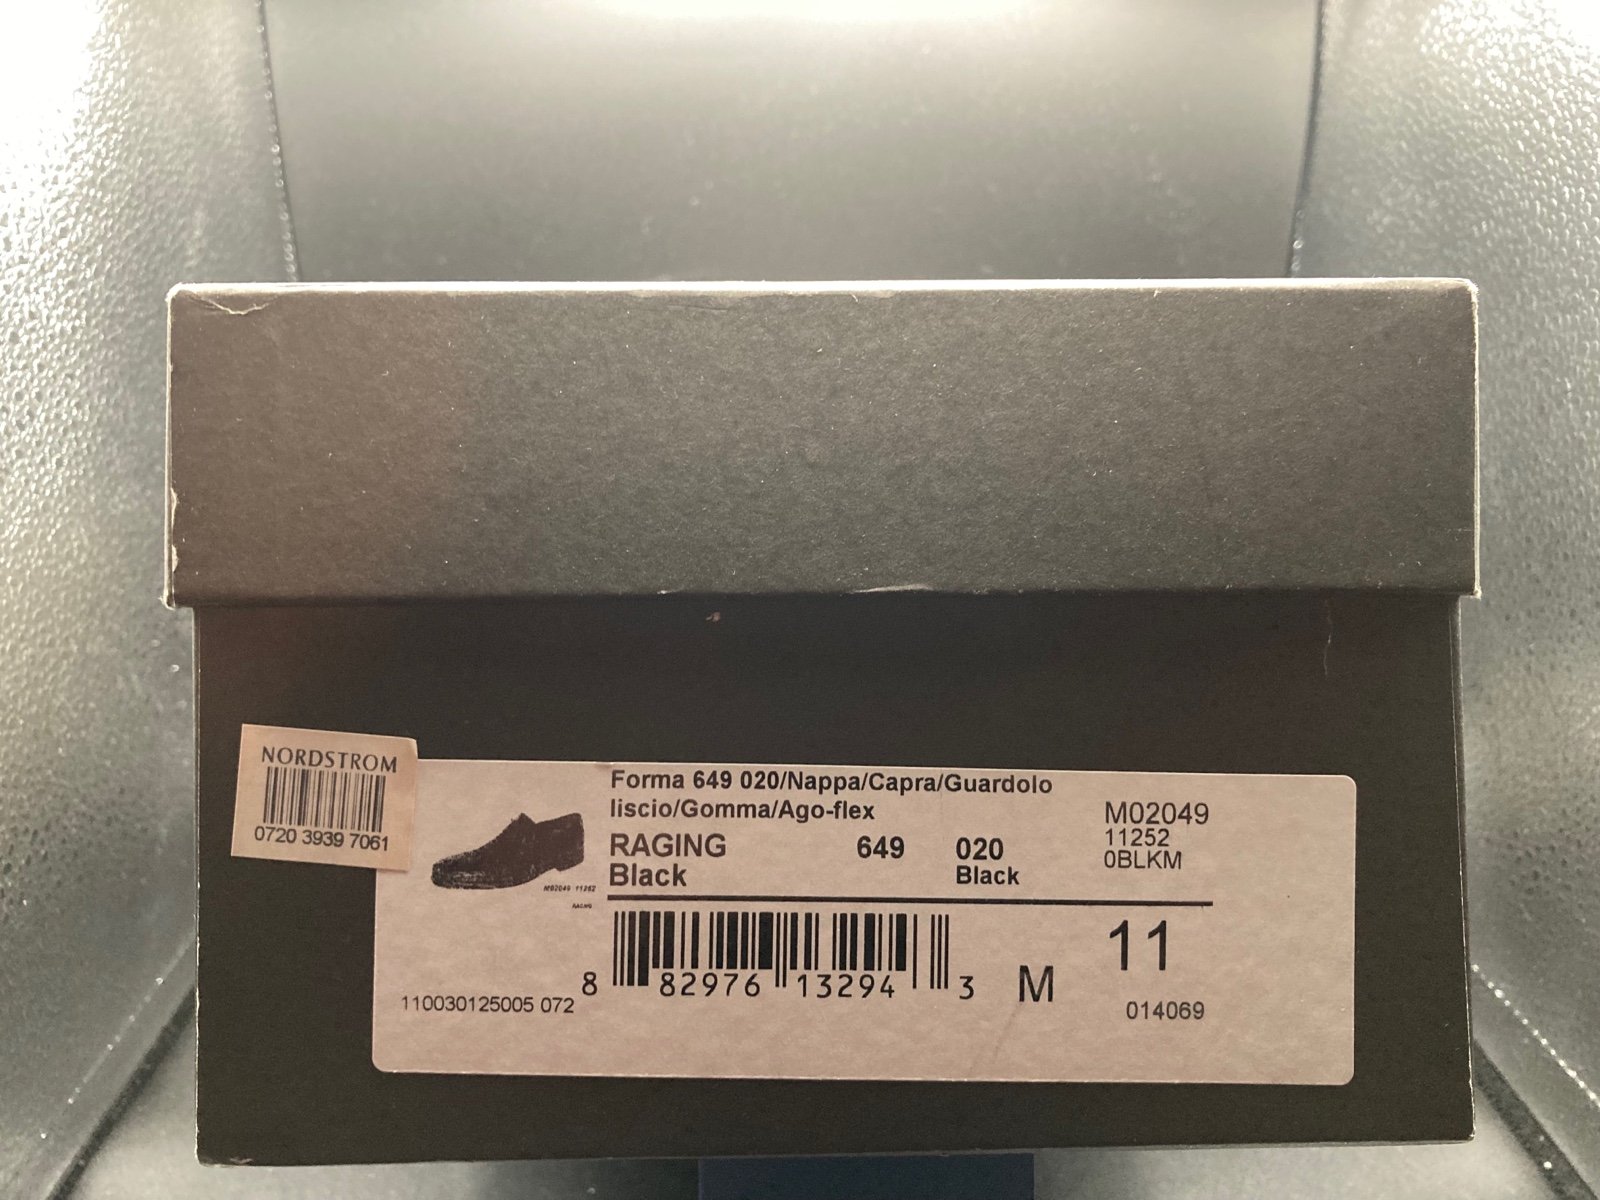 NORDSTROM
0720 3939 7061
Forma 649 020/Nappa/Capra/Guardolo
liscio/Gomma/Ago-flex
RAGING 649 020
Black Black
M02049
11252
0BLKM
M02049 11252
RAGING
8 82976 13294 3
M 11
110030125005 072
014069